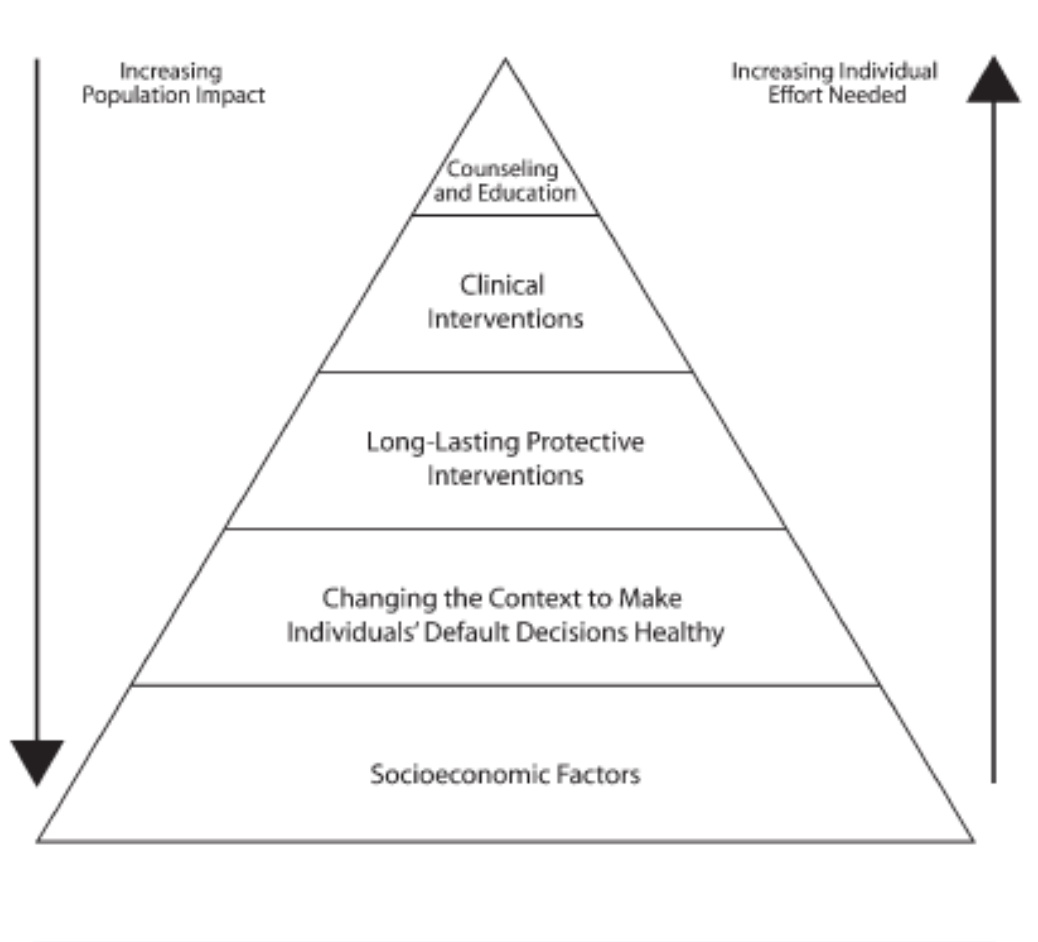 Increasing
Population Impact
Increasing Individual
Effort Needed
Counseling
and Education
Clinical
Interventions
Long-Lasting Protective
Interventions
Changing the Context to Make
Individuals’ Default Decisions Healthy
Socioeconomic Factors